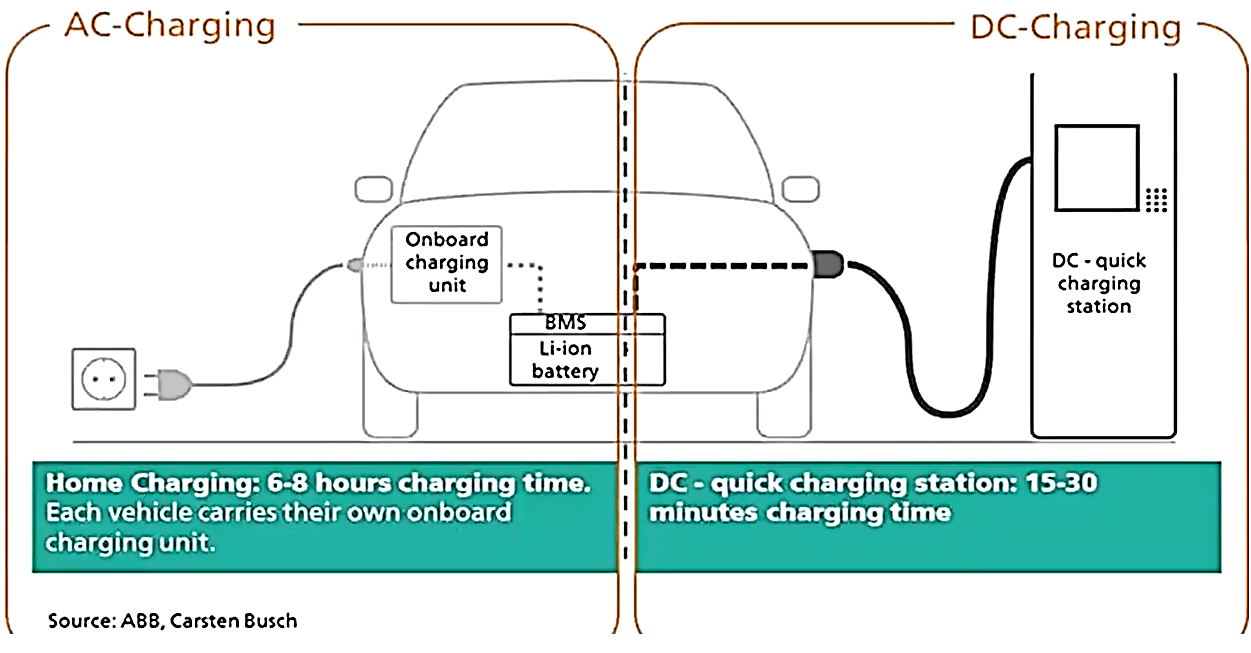 AC-Charging
DC-Charging
Onboard
charging
unit
BMS
Li-ion
battery
DC - quick
charging
station
Home Charging: 6-8 hours charging time.
Each vehicle carries their own onboard
charging unit.
DC - quick charging station: 15-30
minutes charging time
Source: ABB, Carsten Busch